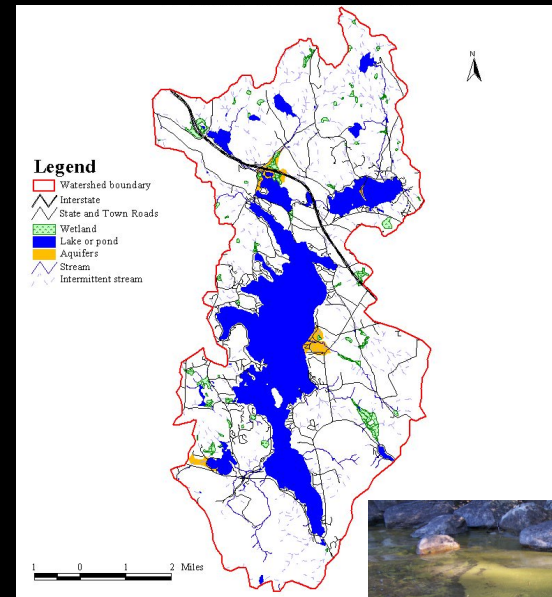 N
Legend
Watershed boundary
Interstate
State and Town Roads
Wetland
Lake or pond
Aquifers
Stream
Intermittent stream
1 0 1 2 Miles